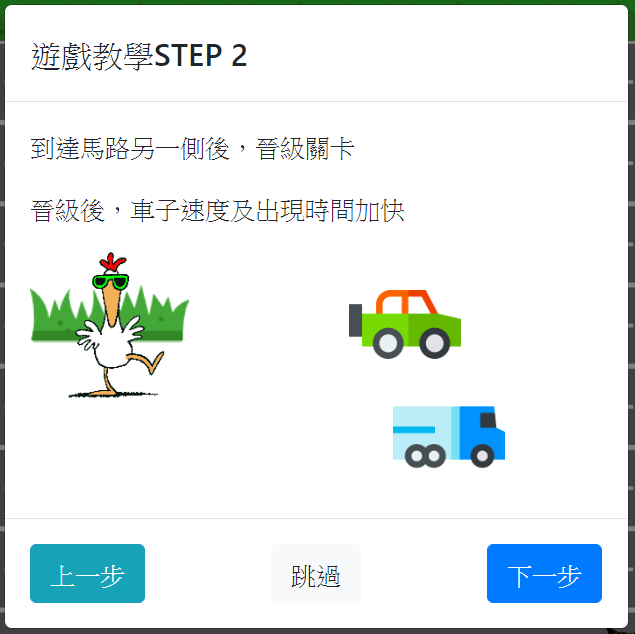 遊戲教學STEP 2
到達馬路另一側後，晉級關卡
晉級後，車子速度及出現時間加快
上一步
跳過
下一步